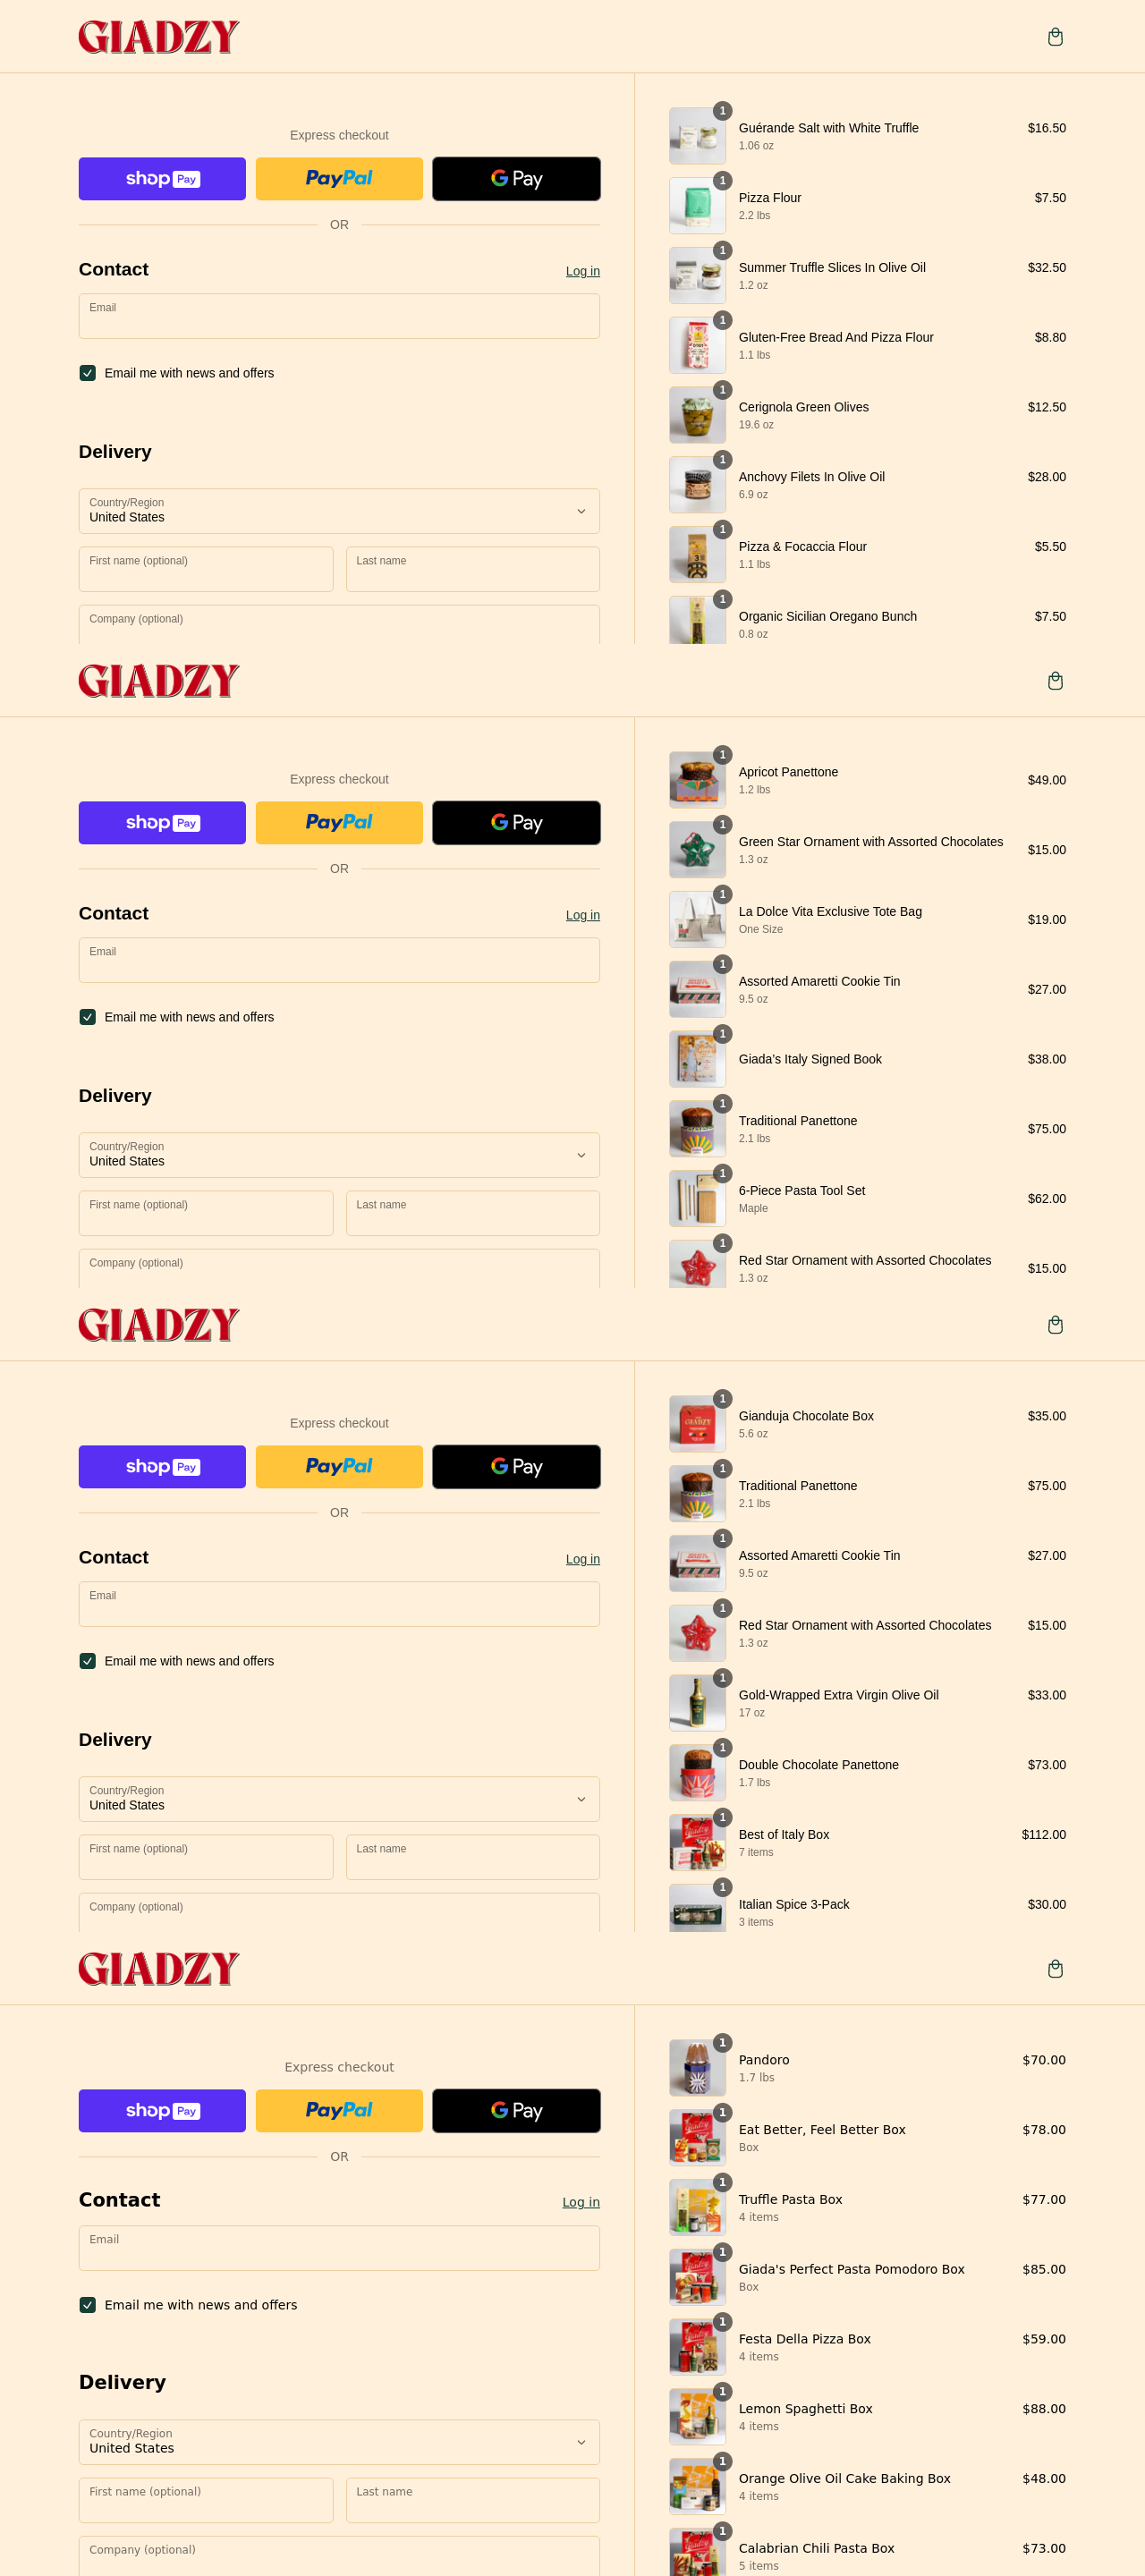 GIADZY
Express checkout
shop Pay
PayPal
G Pay
OR
Contact
Log in
Email
Email me with news and offers
Delivery
Country/Region
United States
First name (optional)
Last name
Company (optional)
1
Guérande Salt with White Truffle
$16.50
1.06 oz
1
Pizza Flour
$7.50
2.2 lbs
1
Summer Truffle Slices In Olive Oil
$32.50
1.2 oz
1
Gluten-Free Bread And Pizza Flour
$8.80
1.1 lbs
1
Cerignola Green Olives
$12.50
19.6 oz
1
Anchovy Filets In Olive Oil
$28.00
6.9 oz
1
Pizza & Focaccia Flour
$5.50
1.1 lbs
1
Organic Sicilian Oregano Bunch
$7.50
0.8 oz
GIADZY
Express checkout
shop Pay
PayPal
G Pay
OR
Contact
Log in
Email
Email me with news and offers
Delivery
Country/Region
United States
First name (optional)
Last name
Company (optional)
1
Apricot Panettone
$49.00
1.2 lbs
1
Green Star Ornament with Assorted Chocolates
$15.00
1.3 oz
1
La Dolce Vita Exclusive Tote Bag
$19.00
One Size
1
Assorted Amaretti Cookie Tin
$27.00
9.5 oz
1
Giada's Italy Signed Book
$38.00
1
Traditional Panettone
$75.00
2.1 lbs
1
6-Piece Pasta Tool Set
$62.00
Maple
1
Red Star Ornament with Assorted Chocolates
$15.00
1.3 oz
GIADZY
Express checkout
shop Pay
PayPal
G Pay
OR
Contact
Log in
Email
Email me with news and offers
Delivery
Country/Region
United States
First name (optional)
Last name
Company (optional)
1
GIADZY
Gianduja Chocolate Box
$35.00
5.6 oz
1
Traditional Panettone
$75.00
2.1 lbs
1
Assorted Amaretti Cookie Tin
$27.00
9.5 oz
1
Red Star Ornament with Assorted Chocolates
$15.00
1.3 oz
1
Gold-Wrapped Extra Virgin Olive Oil
$33.00
17 oz
1
Double Chocolate Panettone
$73.00
1.7 lbs
1
Best of Italy Box
$112.00
7 items
1
Italian Spice 3-Pack
$30.00
3 items
GIADZY
Express checkout
shop Pay
PayPal
G Pay
OR
Contact
Log in
Email
Email me with news and offers
Delivery
Country/Region
United States
First name (optional)
Last name
Company (optional)
1
Pandoro
$70.00
1.7 lbs
1
Eat Better, Feel Better Box
$78.00
Box
1
Truffle Pasta Box
$77.00
4 items
1
Giada's Perfect Pasta Pomodoro Box
$85.00
Box
1
Festa Della Pizza Box
$59.00
4 items
1
Lemon Spaghetti Box
$88.00
4 items
1
Orange Olive Oil Cake Baking Box
$48.00
4 items
1
Calabrian Chili Pasta Box
$73.00
5 items